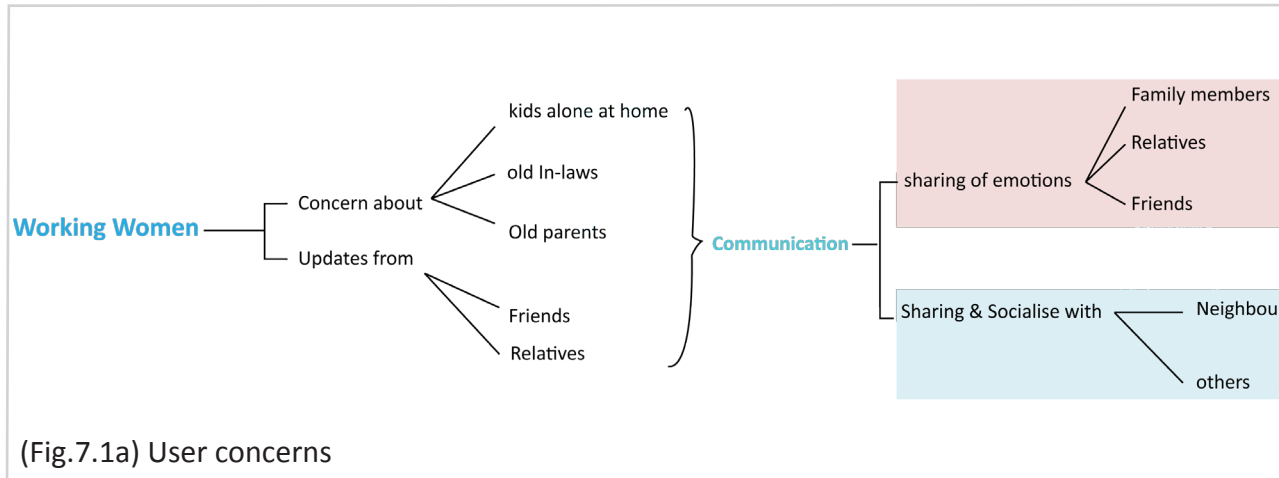 Working Women
Concern about
kids alone at home
old In-laws
Old parents
Updates from
Friends
Relatives
Communication
sharing of emotions
Family members
Relatives
Friends
Sharing & Socialise with
Neighbou
others
(Fig.7.1a) User concerns